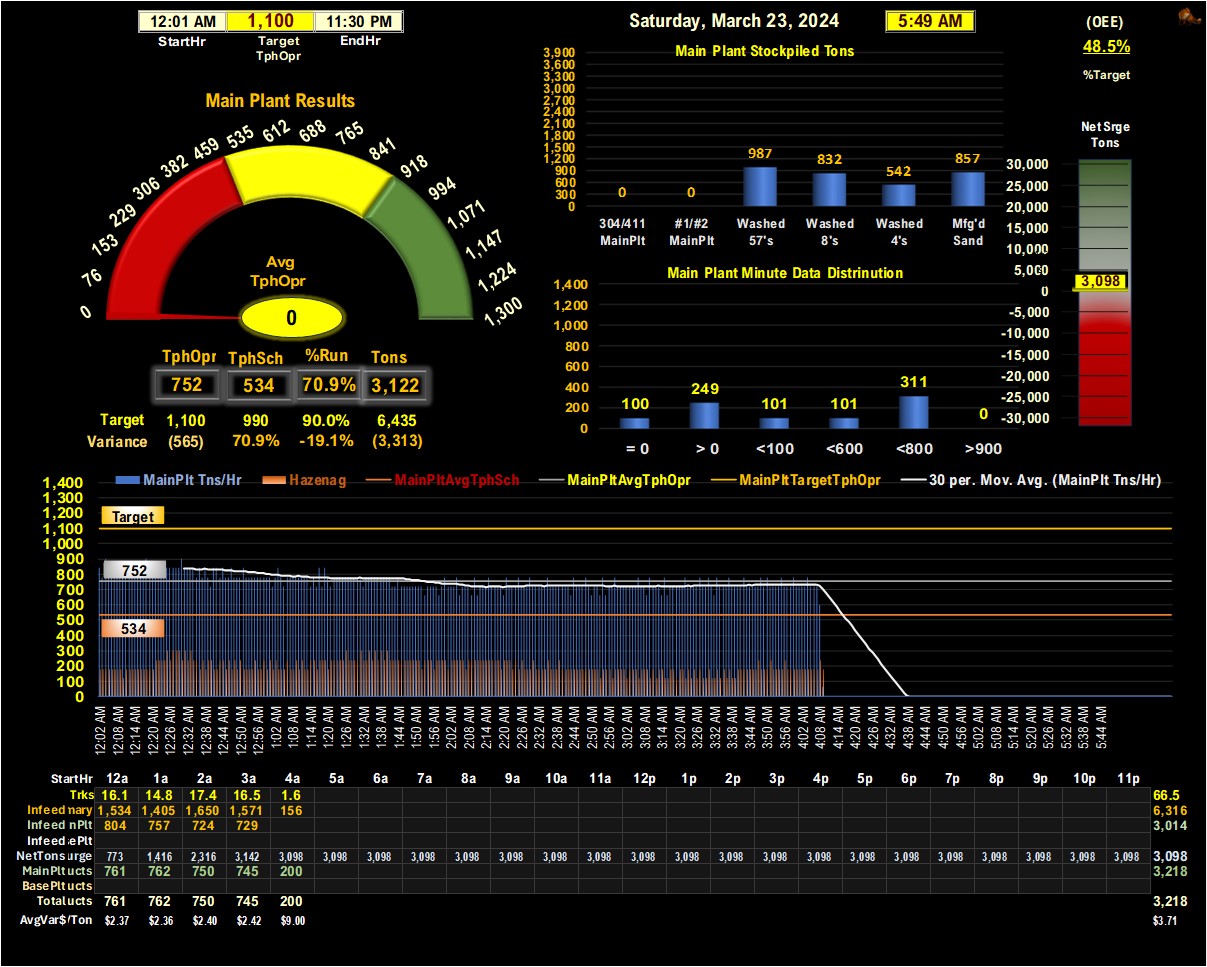 12:01 AM 1,100 11:30 PM
StartHr Target TphOpr EndHr
Saturday, March 23, 2024 5:49 AM
(OEE)
48.5%
%Target
Main Plant Results
0 76 153 229 306 382 459 535 612 688 765 841 918 994 1,071 1,147 1,224 1,300
Avg
TphOpr
0
TphOpr TphSch %Run Tons
752 534 70.9% 3,122
Target 1,100 990 90.0% 6,435
Variance (565) 70.9% -19.1% (3,313)
Main Plant Stockpiled Tons
3,900
3,600
3,300
3,000
2,700
2,400
2,100
1,800
1,500
1,200
900
600
300
0
0 0 987 832 542 857
304/411 #1/#2 Washed Washed Washed Mfg'd
MainPlt MainPlt 57's 8's 4's Sand
Main Plant Minute Data Distrinution
1,400
1,200
1,000
800
600
400
200
0
100 249 101 101 311 0
= 0 > 0 <100 <600 <800 >900
Net Srge
Tons
30,000
25,000
20,000
15,000
10,000
5,000
0
-5,000
-10,000
-15,000
-20,000
-25,000
-30,000
3,098
MainPlt Tns/Hr Hazenag MainPltAvgTphSch MainPltAvgTphOpr MainPltTargetTphOpr 30 per. Mov. Avg. (MainPlt Tns/Hr)
1,400
1,300
1,200
1,100
1,000
900
800
700
600
500
400
300
200
100
0
Target
752
534
12:02 AM 12:08 AM 12:14 AM 12:20 AM 12:26 AM 12:32 AM 12:38 AM 12:44 AM 12:50 AM 12:56 AM 1:02 AM 1:08 AM 1:14 AM 1:20 AM 1:26 AM 1:32 AM 1:38 AM 1:44 AM 1:50 AM 1:56 AM 2:02 AM 2:08 AM 2:14 AM 2:20 AM 2:26 AM 2:32 AM 2:38 AM 2:44 AM 2:50 AM 2:56 AM 3:02 AM 3:08 AM 3:14 AM 3:20 AM 3:26 AM 3:32 AM 3:38 AM 3:44 AM 3:50 AM 3:56 AM 4:02 AM 4:08 AM 4:14 AM 4:20 AM 4:26 AM 4:32 AM 4:38 AM 4:44 AM 4:50 AM 4:56 AM 5:02 AM 5:08 AM 5:14 AM 5:20 AM 5:26 AM 5:32 AM 5:38 AM 5:44 AM
StartHr 12a 1a 2a 3a 4a 5a 6a 7a 8a 9a 10a 11a 12p 1p 2p 3p 4p 5p 6p 7p 8p 9p 10p 11p
Trks 16.1 14.8 17.4 16.5 1.6 66.5
Infeed nary 1,534 1,405 1,650 1,571 156 6,316
Infeed nPlt 804 757 724 729 3,014
Infeed ePlt
NetTons urge 773 1,416 2,316 3,142 3,098 3,098 3,098 3,098 3,098 3,098 3,098 3,098 3,098 3,098 3,098 3,098 3,098 3,098 3,098 3,098 3,098 3,098 3,098 3,098 3,098
MainPlt ucts 761 762 750 745 200 3,218
BasePlt ucts
Total ucts 761 762 750 745 200 3,218
AvgVar$/Ton $2.37 $2.36 $2.40 $2.42 $9.00 $3.71